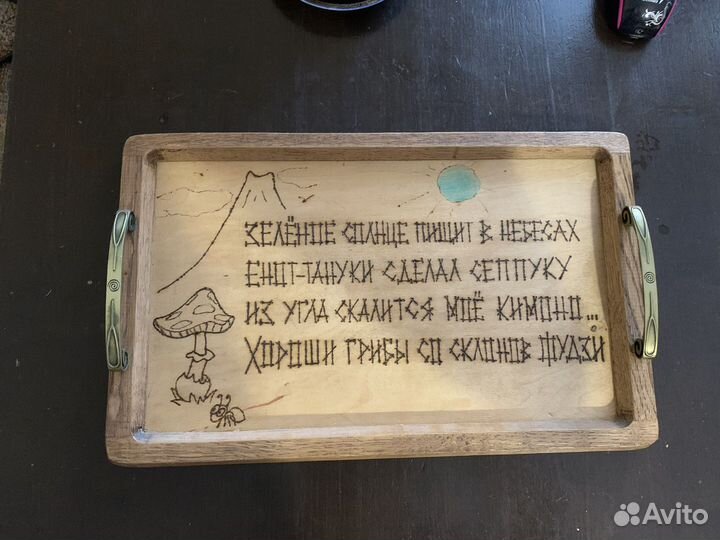 ЗЕЛЁНОЕ СОЛНЦЕ ПИЩИТ В НЕБЕСАХ
ЕНОТ-ТАНУКИ СДЕЛАЛ СЕППУКУ
ИЗ УГЛА СКАЛИТСЯ МОЁ КИМОНО...
ХОРОШИ ГРИБЫ СО СКЛОНОВ ФУДЗИ
Avito